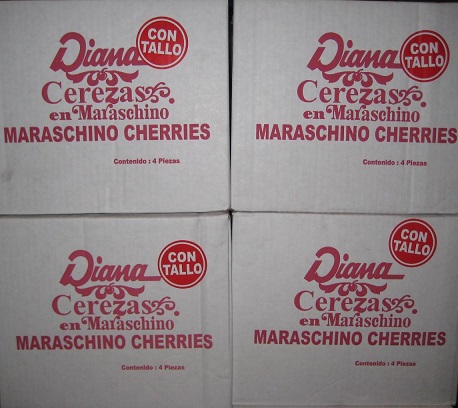 Diana
CON
TALLO
Cerezas
en Maraschino
MARASCHINO CHERRIES
Contenido : 4 Piezas
Diana
CON
TALLO
Cerezas
en Maraschino
MARASCHINO CHERRIES
Contenido : 4 Piezas
Diana
CON
TALLO
Cerezas
en Maraschino
MARASCHINO CHERRIES
Contenido : 4 Piezas
Diana
CON
TALLO
Cerezas
en Maraschino
MARASCHINO CHERRIES
Contenido : 4 Piezas